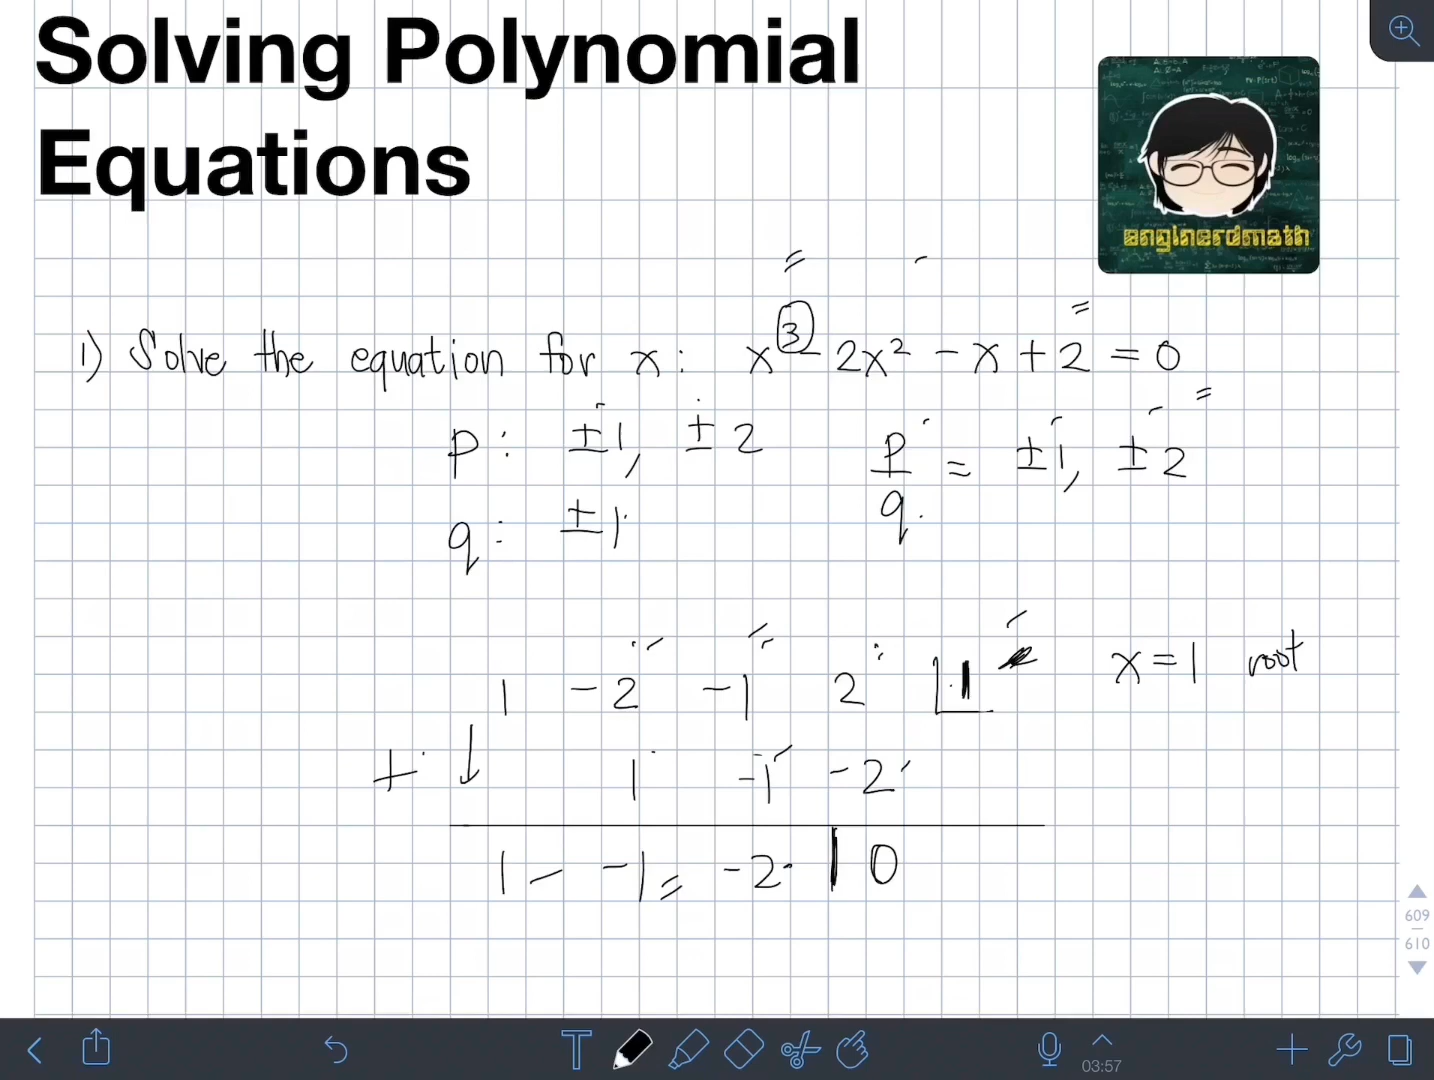 Solving Polynomial
Equations
enginerdmath
1) Solve the equation for x: x³ - 2x² - x + 2 = 0
p: ±1, ±2
p/q = ±1, ±2
q: ±1
1 -2 -1 2 |1 x = 1 root
+ ↓ 1 -1 -2
1 -1 -2 | 0
609
610
T
03:57